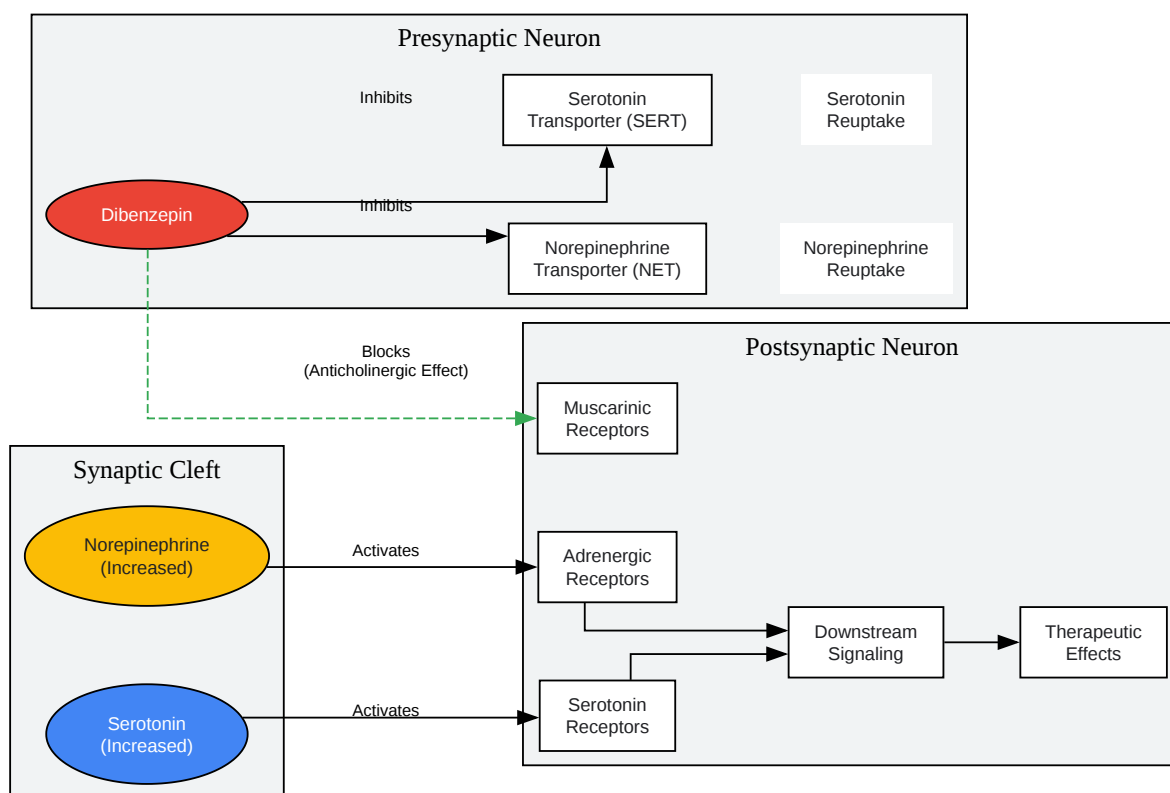 Presynaptic Neuron
Inhibits
Serotonin
Transporter (SERT)
Serotonin
Reuptake
Dibenzepin
Inhibits
Norepinephrine
Transporter (NET)
Norepinephrine
Reuptake
Postsynaptic Neuron
Blocks
(Anticholinergic Effect)
Muscarinic
Receptors
Synaptic Cleft
Norepinephrine
(Increased)
Activates
Adrenergic
Receptors
Downstream
Signaling
Therapeutic
Effects
Serotonin
(Increased)
Activates
Serotonin
Receptors